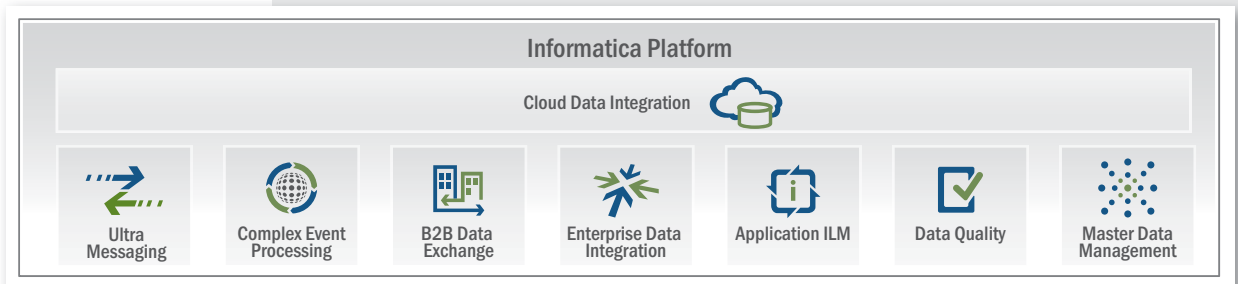 Informatica Platform
Cloud Data Integration
Ultra
Messaging
Complex Event
Processing
B2B Data
Exchange
Enterprise Data
Integration
i
Application ILM
Data Quality
Master Data
Management